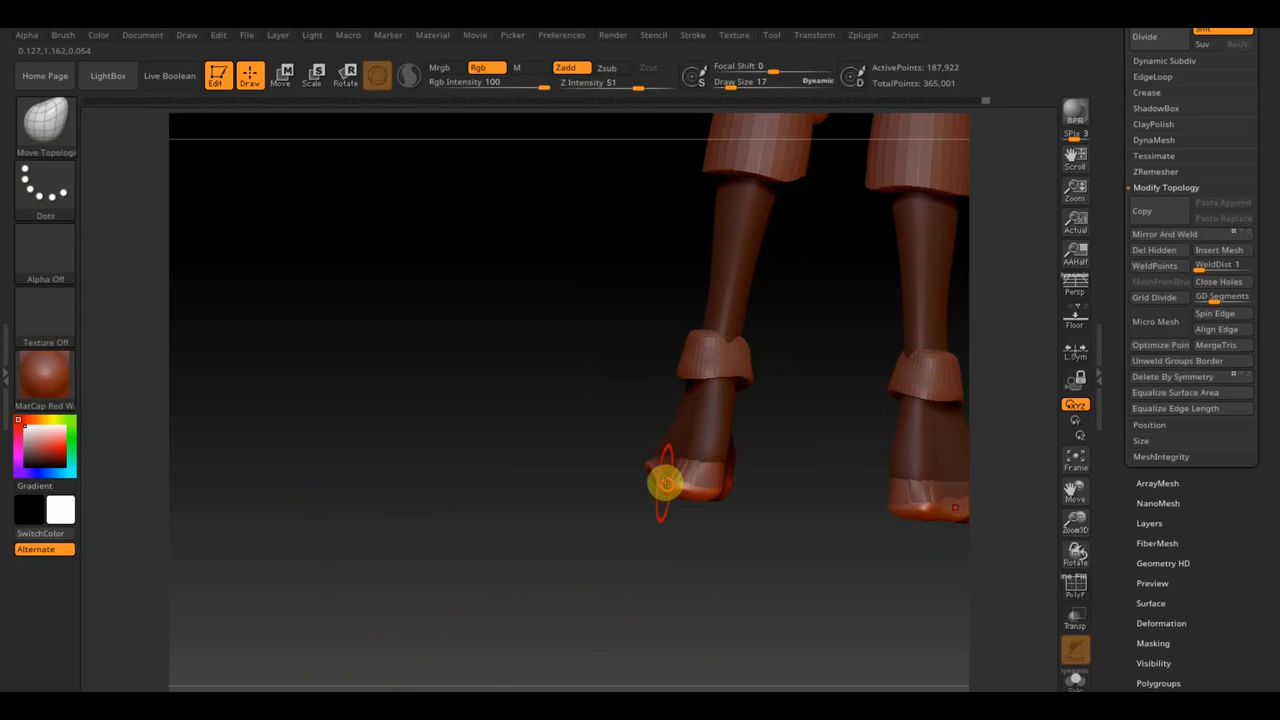 Alpha Brush Color Document Draw Edit File Layer Light Macro Marker Material Movie Picker Preferences Render Stencil Stroke Texture Tool Transform Zplugin Zscript
0.127,1.162,0.054
Home Page LightBox Live Boolean Edit Draw Move Scale Rotate
Mrgb Rgb M Zadd Zsub Zcut
Rgb Intensity 100 Z Intensity 51
S Focal Shift 0
Draw Size 17 Dynamic
D ActivePoints: 187,922
TotalPoints: 365,001
Move Topologi
Dots
Alpha Off
Texture Off
MatCap Red Wa
Gradient
SwitchColor
Alternate
BPR
SPix 3
Scroll
Zoom
Actual
AAHalf
Dynamic
Persp
Floor
L.Sym
XYZ
Frame
Move
Zoom3D
Rotate
PolyF
Transp
Dynamic
Solo
Divide Smt
Suv ReUV
Dynamic Subdiv
EdgeLoop
Crease
ShadowBox
ClayPolish
DynaMesh
Tessimate
ZRemesher
Modify Topology
Copy Paste Append
Paste Replace
Mirror And Weld
Del Hidden Insert Mesh
WeldPoints WeldDist 1
MeshFromBru Close Holes
Grid Divide GD Segments
Micro Mesh Spin Edge
Align Edge
Optimize Poin MergeTris
Unweld Groups Border
Delete By Symmetry
Equalize Surface Area
Equalize Edge Length
Position
Size
MeshIntegrity
ArrayMesh
NanoMesh
Layers
FiberMesh
Geometry HD
Preview
Surface
Deformation
Masking
Visibility
Polygroups